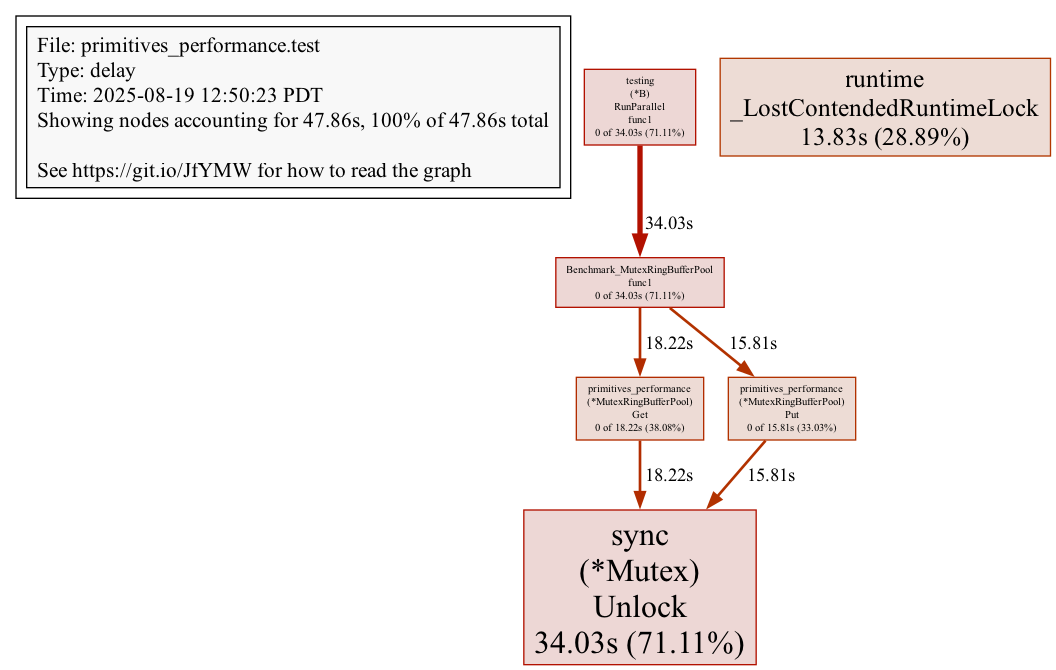 File: primitives_performance.test
Type: delay
Time: 2025-08-19 12:50:23 PDT
Showing nodes accounting for 47.86s, 100% of 47.86s total
See https://git.io/JfYMW for how to read the graph
testing
(*B)
RunParallel
func1
0 of 34.03s (71.11%)
runtime
_LostContendedRuntimeLock
13.83s (28.89%)
34.03s
Benchmark_MutexRingBufferPool
func1
0 of 34.03s (71.11%)
18.22s
15.81s
primitives_performance
(*MutexRingBufferPool)
Get
0 of 18.22s (38.08%)
primitives_performance
(*MutexRingBufferPool)
Put
0 of 15.81s (33.03%)
18.22s
15.81s
sync
(*Mutex)
Unlock
34.03s (71.11%)